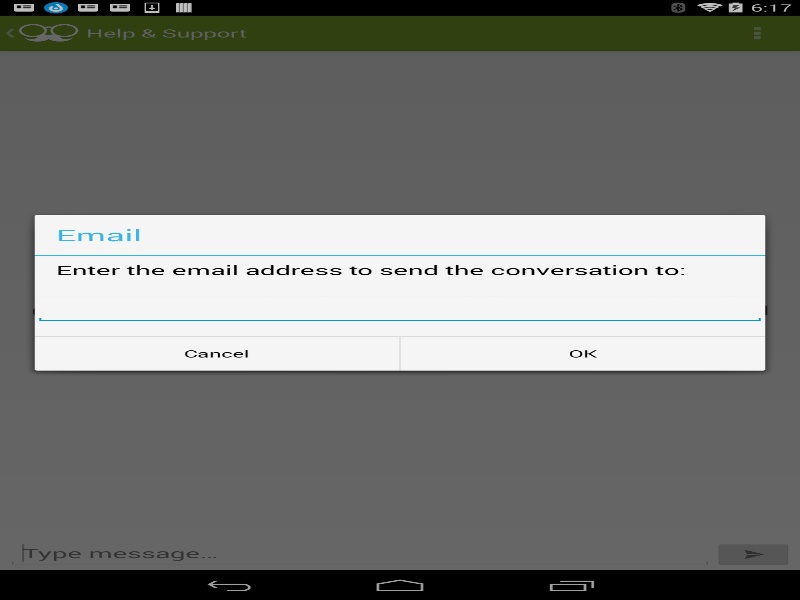 6:17
Help & Support
Email
Enter the email address to send the conversation to:
Cancel
OK
Type message...